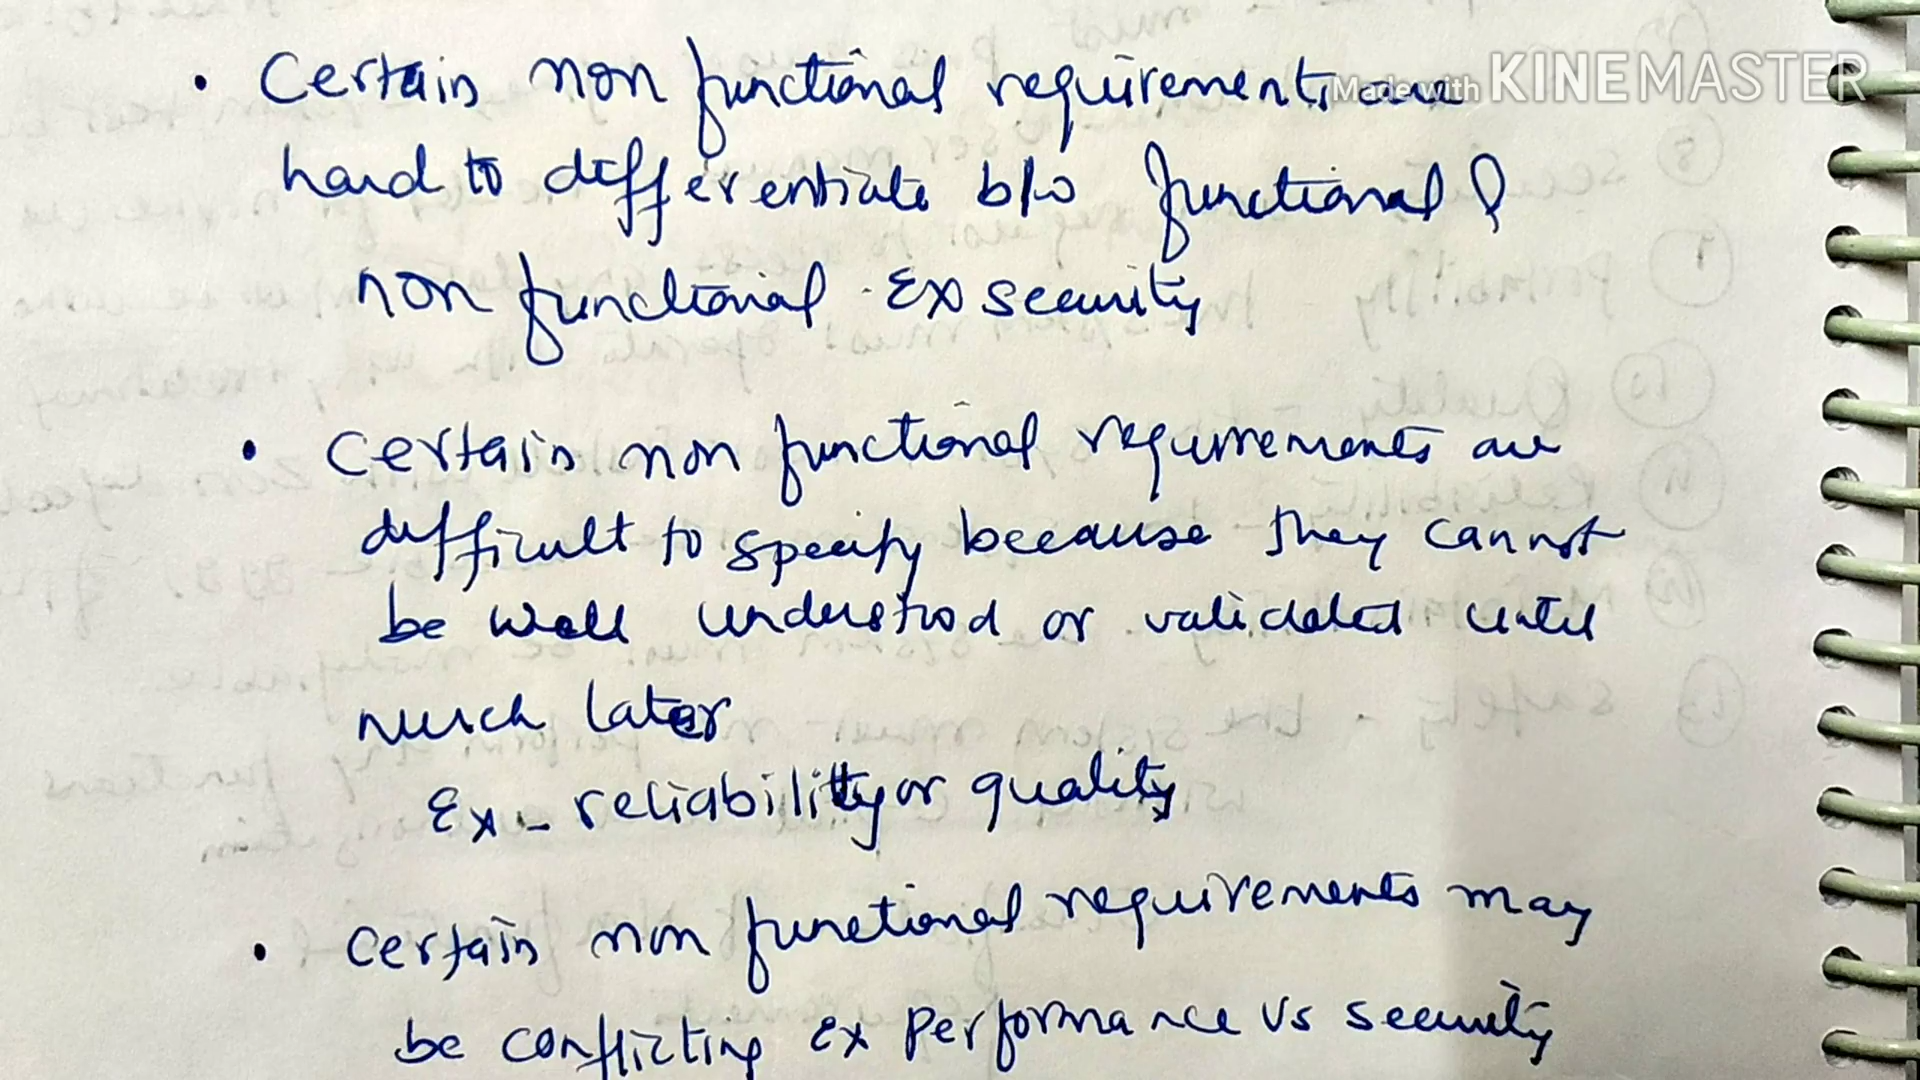 Certain non functional requirements are
Made with KINEMASTER
hard to differentiate b/w functional &
non functional. Ex security
• Certain non functional requirements are
difficult to specify because they cannot
be well understood or validated until
much later
Ex - reliability or quality
• Certain non functional requirements may
be conflicting Ex performance vs security